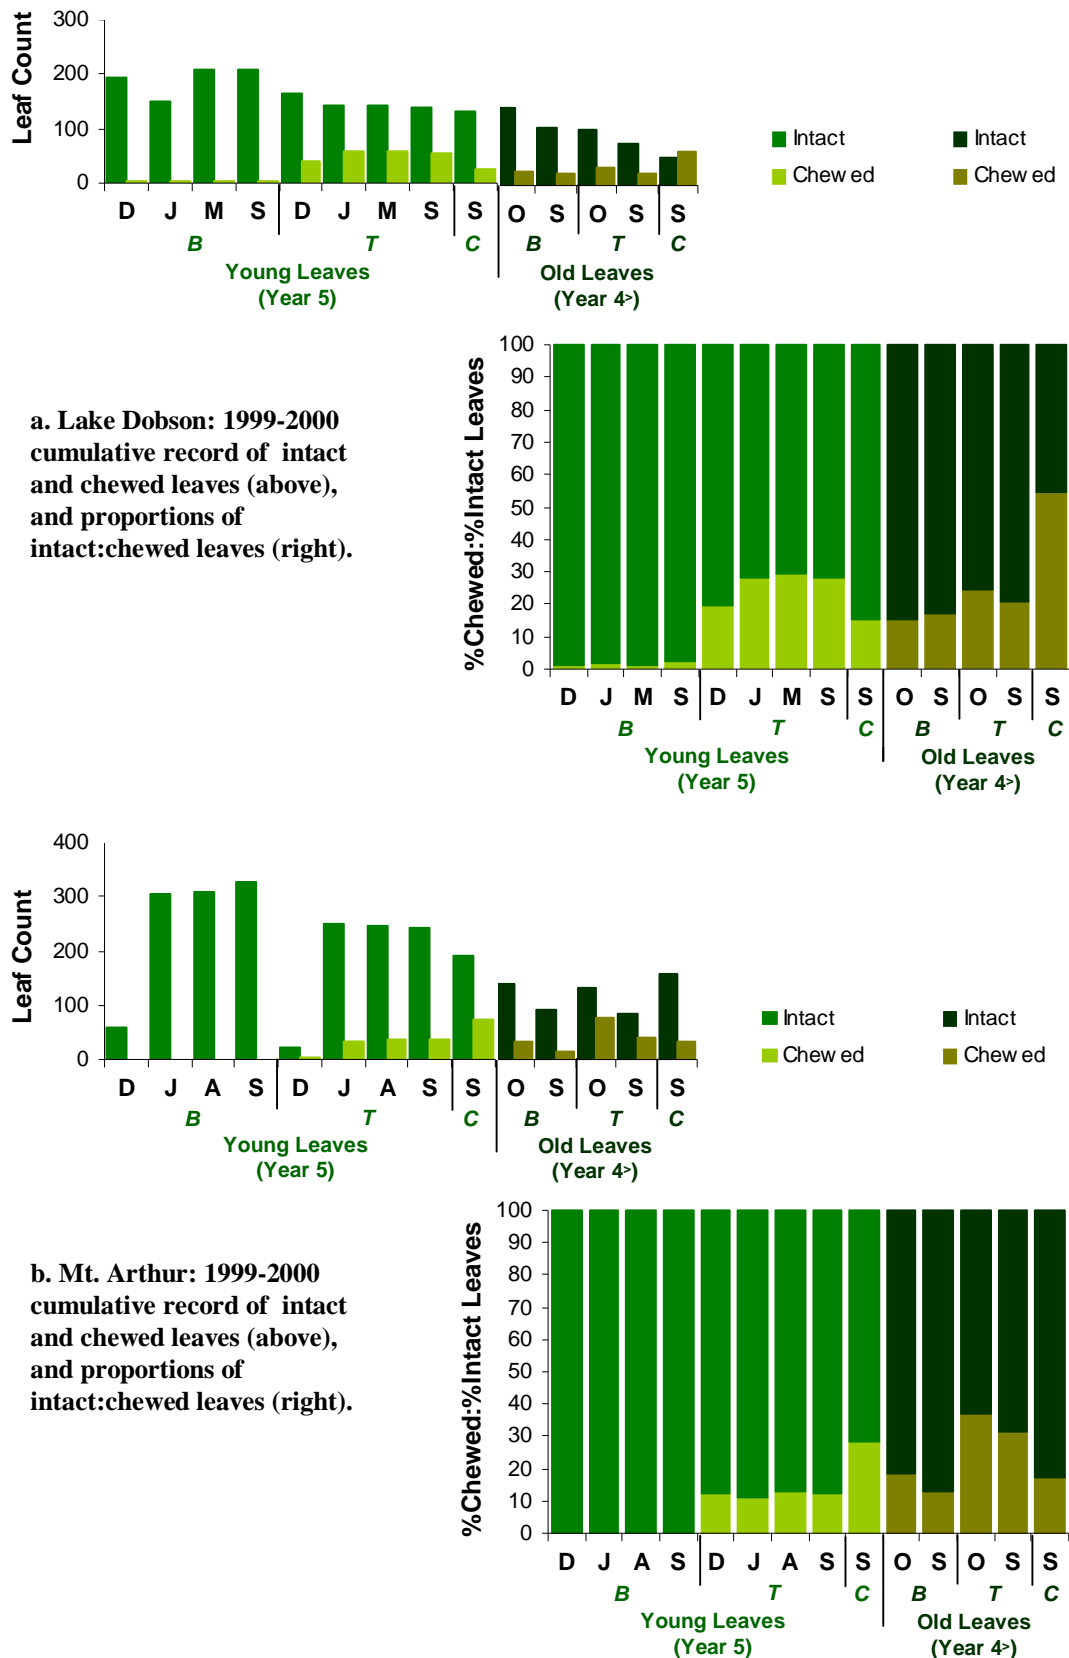 300
200
100
0
Leaf Count
Intact
Chew ed
Intact
Chew ed
D J M S D J M S S O S O S S
B T C B T C
Young Leaves
(Year 5)
Old Leaves
(Year 4>)
a. Lake Dobson: 1999-2000
cumulative record of intact
and chewed leaves (above),
and proportions of
intact:chewed leaves (right).
100
90
80
70
60
50
40
30
20
10
0
%Chewed:%Intact Leaves
D J M S D J M S S O S O S S
B T C B T C
Young Leaves
(Year 5)
Old Leaves
(Year 4>)
400
300
200
100
0
Leaf Count
Intact
Chew ed
Intact
Chew ed
D J A S D J A S S O S O S S
B T C B T C
Young Leaves
(Year 5)
Old Leaves
(Year 4>)
b. Mt. Arthur: 1999-2000
cumulative record of intact
and chewed leaves (above),
and proportions of
intact:chewed leaves (right).
100
90
80
70
60
50
40
30
20
10
0
%Chewed:%Intact Leaves
D J A S D J A S S O S O S S
B T C B T C
Young Leaves
(Year 5)
Old Leaves
(Year 4>)